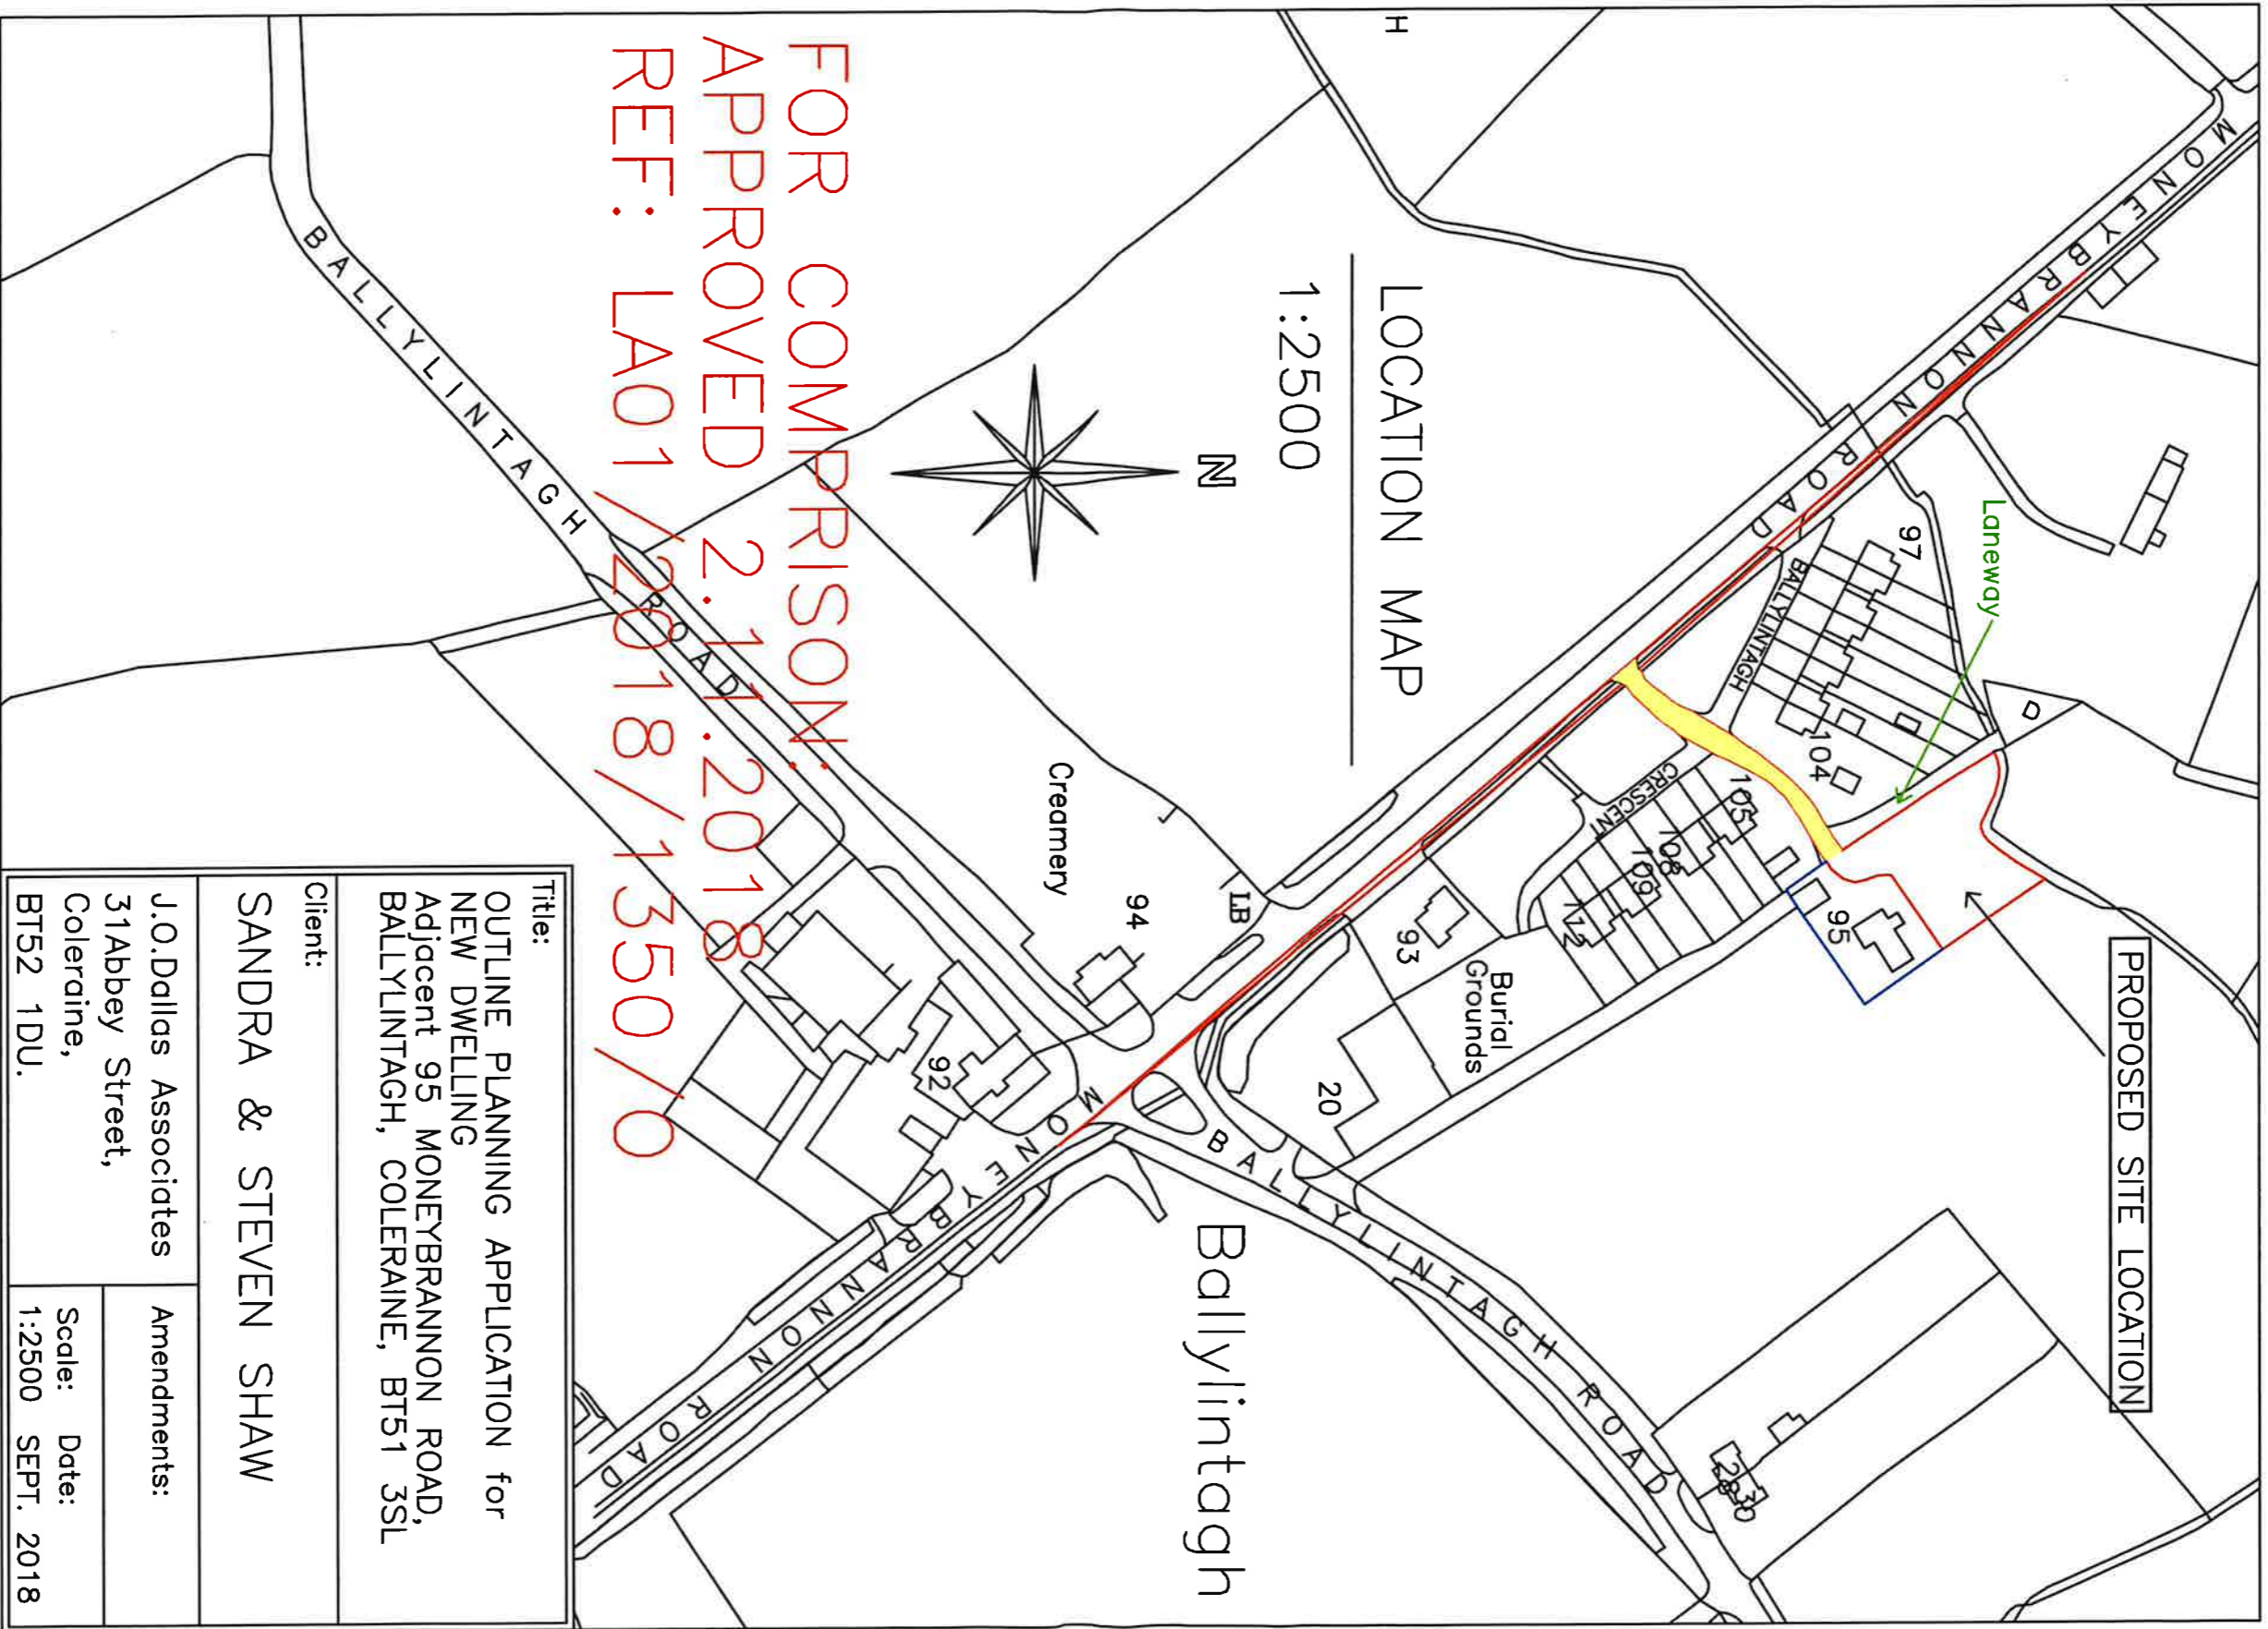 PROPOSED SITE LOCATION
Laneway
D
97
104
105
108
109
112
95
MONEYBRANNON ROAD
BALLYLINTAGH
CRESCENT
93
Burial
Grounds
20
BALLYLINTAGH ROAD
H
LOCATION MAP
1:2500
N
LB
94
Creamery
Ballylintagh
92
MONEYBRANNON ROAD
BALLYLINTAGH ROAD
FOR COMPRISON:
APPROVED 2.11.2018
REF: LA01/2018/1350/0
Title:
OUTLINE PLANNING APPLICATION for
NEW DWELLING
Adjacent 95 MONEYBRANNON ROAD,
BALLYLINTAGH, COLERAINE, BT51 3SL
Client:
SANDRA & STEVEN SHAW
J.O.Dallas Associates
31Abbey Street,
Coleraine,
BT52 1DU.
Amendments:
Scale: Date:
1:2500 SEPT. 2018